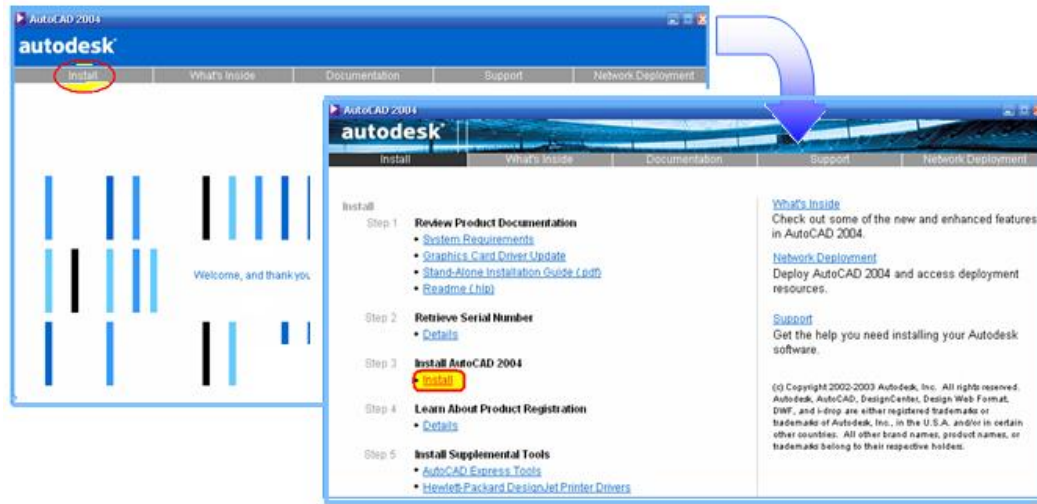 AutoCAD 2004
autodesk
Install What's Inside Documentation Support Network Deployment
Welcome, and thank you
AutoCAD 2004
autodesk
Install What's Inside Documentation Support Network Deployment
Install
Step 1 Review Product Documentation
• System Requirements
• Graphics Card Driver Update
• Stand-Alone Installation Guide (.pdf)
• Readme (.hlp)
Step 2 Retrieve Serial Number
• Details
Step 3 Install AutoCAD 2004
• Install
Step 4 Learn About Product Registration
• Details
Step 5 Install Supplemental Tools
• AutoCAD Express Tools
• Hewlett-Packard DesignJet Printer Drivers
What's Inside
Check out some of the new and enhanced features
in AutoCAD 2004.
Network Deployment
Deploy AutoCAD 2004 and access deployment
resources.
Support
Get the help you need installing your Autodesk
software.
(c) Copyright 2002-2003 Autodesk, Inc. All rights reserved.
Autodesk, AutoCAD, DesignCenter, Design Web Format,
DWF, and i-drop are either registered trademarks or
trademarks of Autodesk, Inc., in the U.S.A. and/or in certain
other countries. All other brand names, product names, or
trademarks belong to their respective holders.